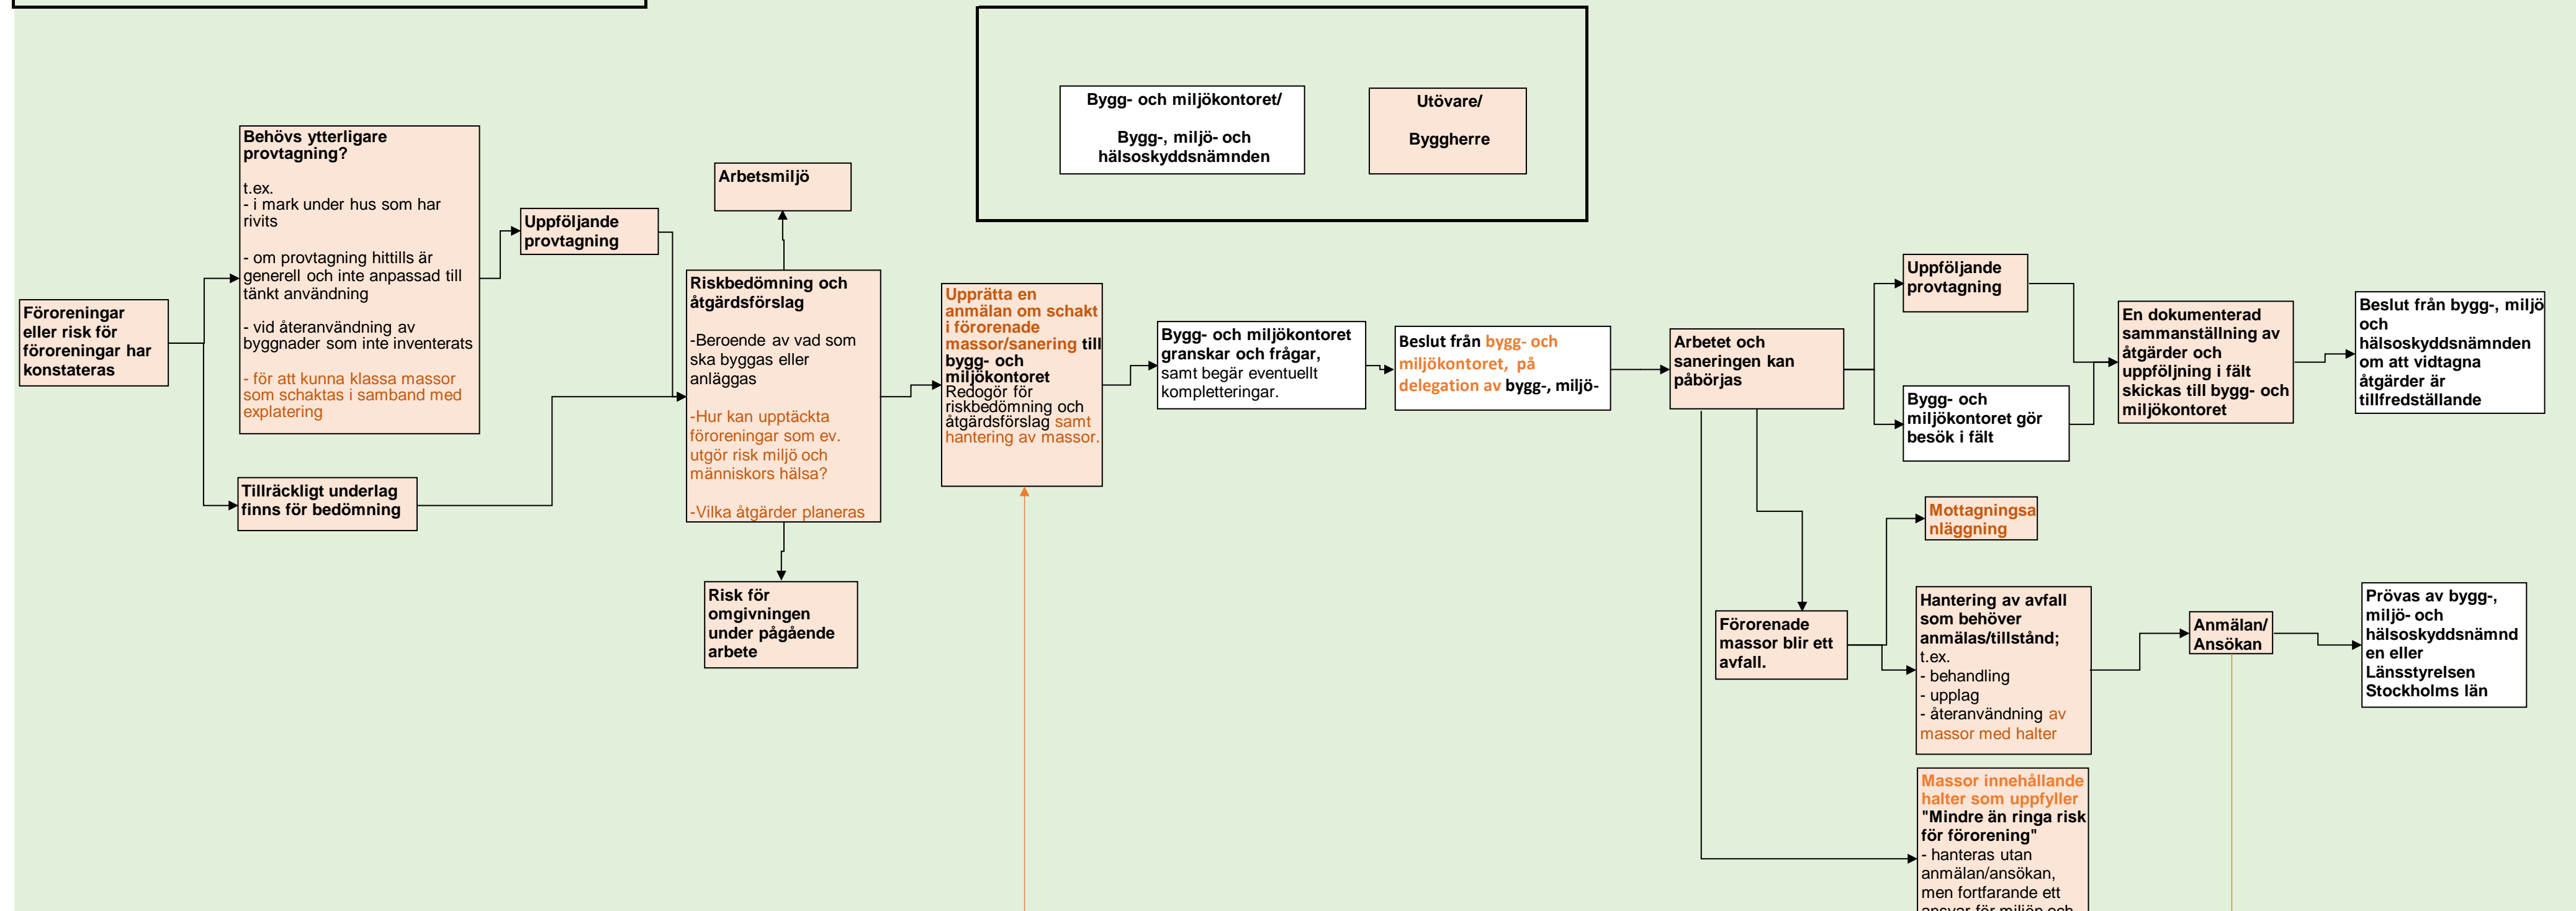 Bygg- och miljökontoret/
Bygg-, miljö- och
hälsoskyddsnämnden
Utövare/
Byggherre
Föroreningar
eller risk för
föroreningar har
konstateras
Behövs ytterligare
provtagning?
t.ex.
- i mark under hus som har
rivits
- om provtagning hittills är
generell och inte anpassad till
tänkt användning
- vid återanvändning av
byggnader som inte inventerats
- för att kunna klassa massor
som schaktas i samband med
explatering
Tillräckligt underlag
finns för bedömning
Uppföljande
provtagning
Arbetsmiljö
Riskbedömning och
åtgärdsförslag
-Beroende av vad som
ska byggas eller
anläggas
-Hur kan upptäckta
föroreningar som ev.
utgör risk miljö och
människors hälsa?
-Vilka åtgärder planeras
Risk för
omgivningen
under pågående
arbete
Upprätta en
anmälan om schakt
i förorenade
massor/sanering till
bygg- och
miljökontoret
Redogör för
riskbedömning och
åtgärdsförslag samt
hantering av massor.
Bygg- och miljökontoret
granskar och frågar,
samt begär eventuellt
kompletteringar.
Beslut från bygg- och
miljökontoret, på
delegation av bygg-, miljö-
Arbetet och
saneringen kan
påbörjas
Uppföljande
provtagning
Bygg- och
miljökontoret gör
besök i fält
En dokumenterad
sammanställning av
åtgärder och
uppföljning i fält
skickas till bygg- och
miljökontoret
Beslut från bygg-, miljö
och
hälsoskyddsnämnden
om att vidtagna
åtgärder är
tillfredställande
Förorenade
massor blir ett
avfall.
Mottagningsa
nläggning
Hantering av avfall
som behöver
anmälas/tillstånd;
t.ex.
- behandling
- upplag
- återanvändning av
massor med halter
Anmälan/
Ansökan
Prövas av bygg-,
miljö- och
hälsoskyddsnämnd
en eller
Länsstyrelsen
Stockholms län
Massor innehållande
halter som uppfyller
"Mindre än ringa risk
för förorening"
- hanteras utan
anmälan/ansökan,
men fortfarande ett
ansvar för miljön och